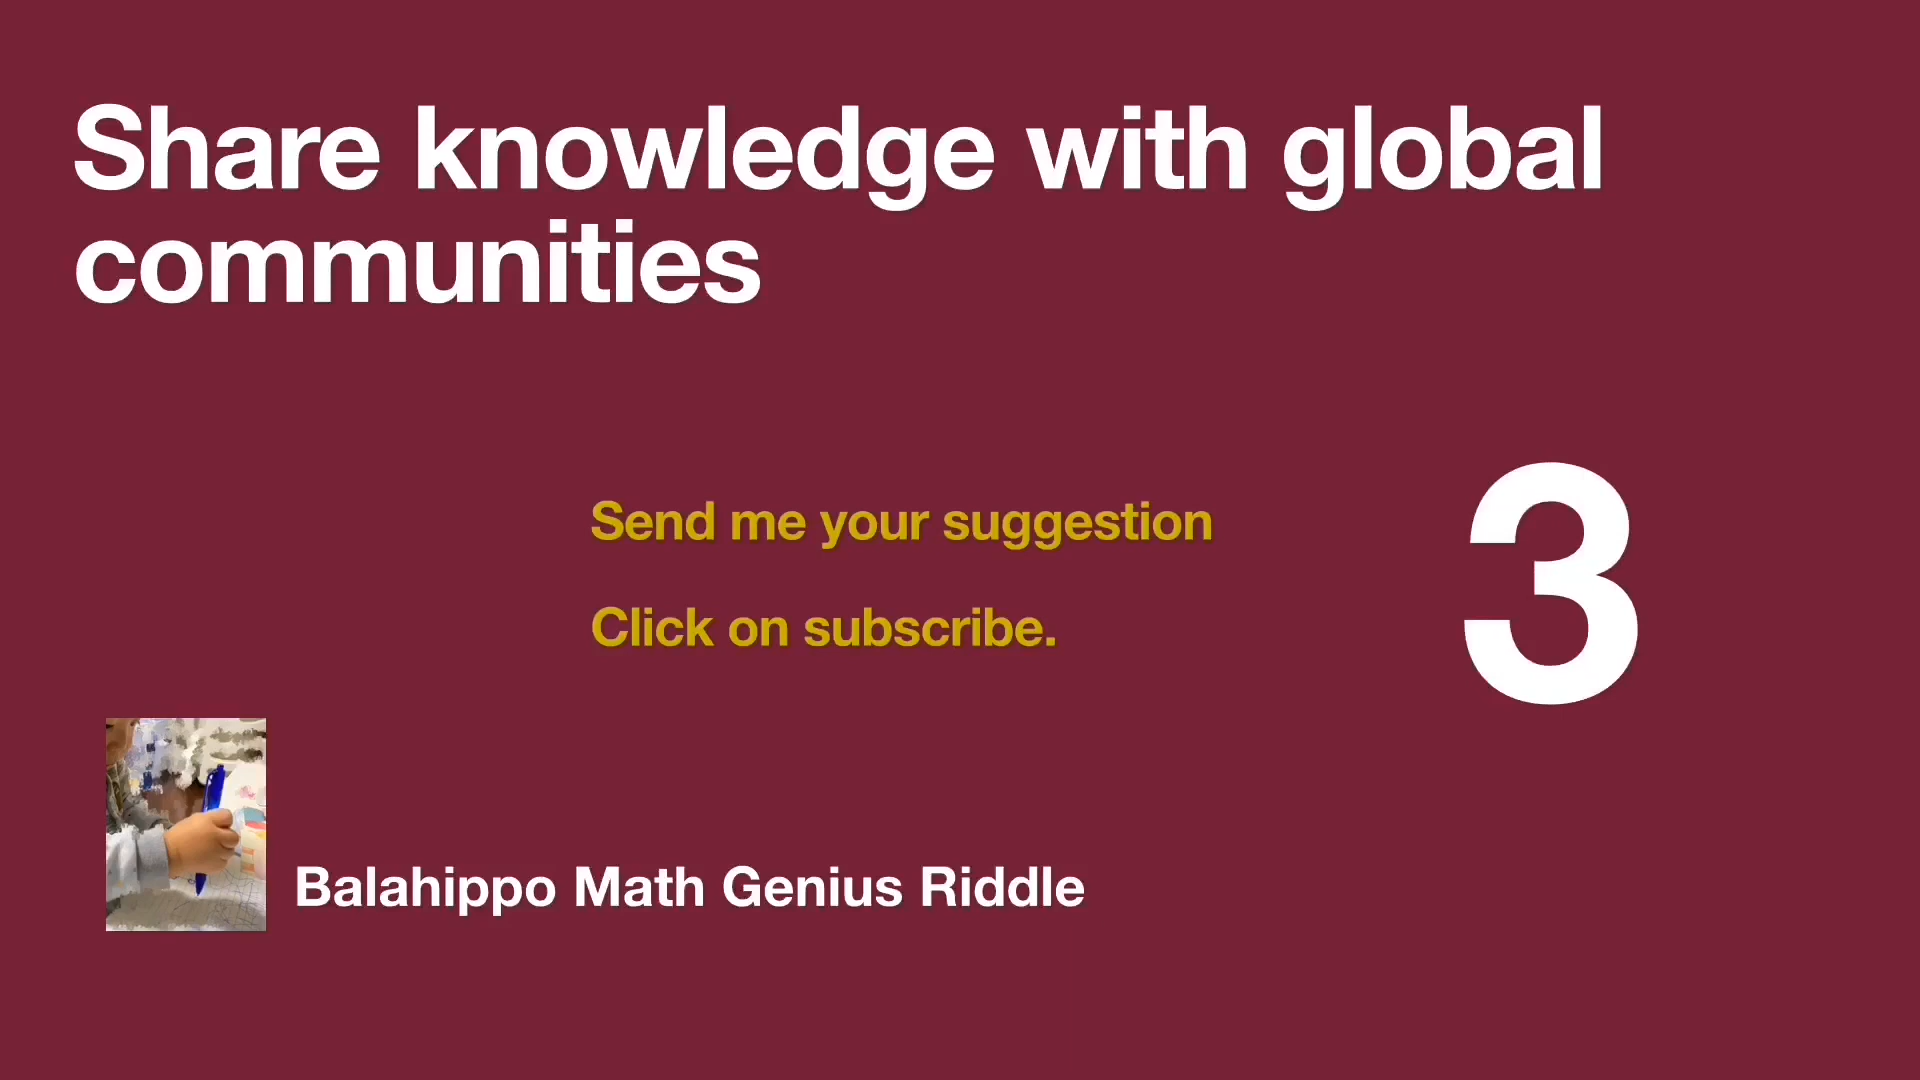 Share knowledge with global
communities
Send me your suggestion
Click on subscribe.
3
Balahippo Math Genius Riddle